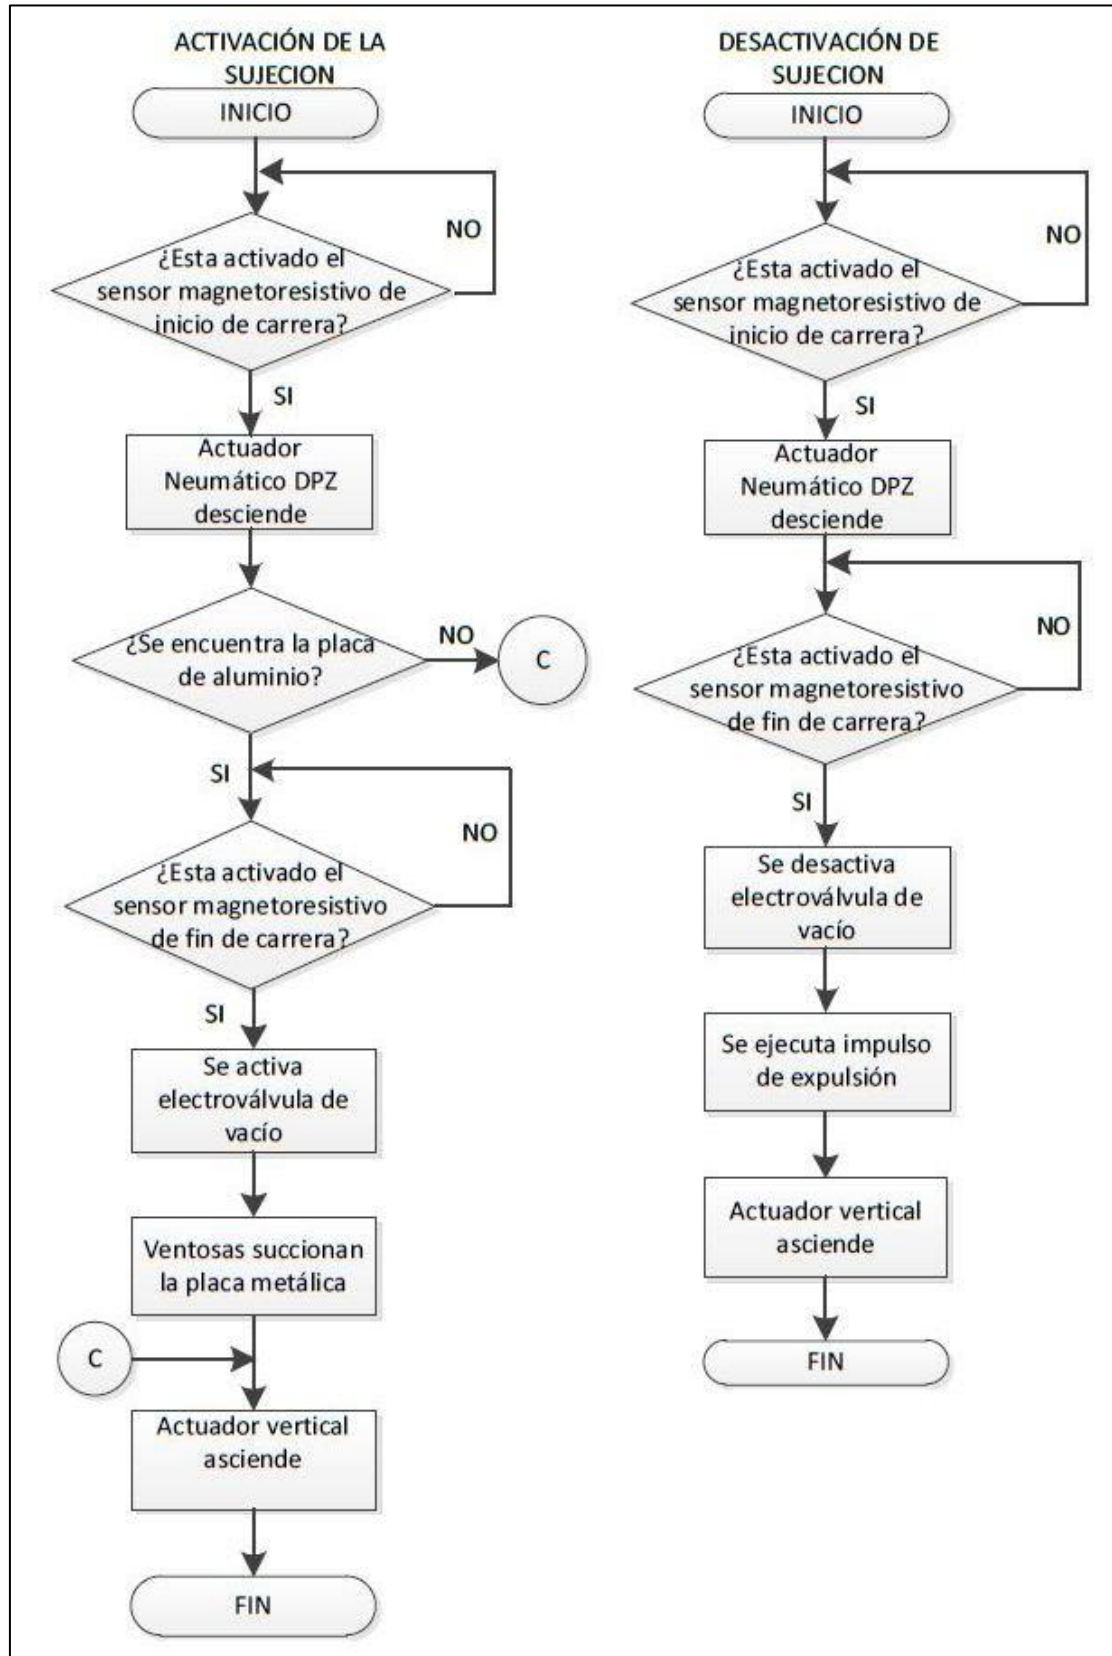 ACTIVACIÓN DE LA
SUJECION
INICIO
NO
¿Esta activado el
sensor magnetoresistivo de
inicio de carrera?
SI
Actuador
Neumático DPZ
desciende
¿Se encuentra la placa
de aluminio?
NO
C
SI
NO
¿Esta activado el
sensor magnetoresistivo
de fin de carrera?
SI
Se activa
electroválvula de
vacío
Ventosas succionan
la placa metálica
C
Actuador vertical
asciende
FIN
DESACTIVACIÓN DE
SUJECION
INICIO
NO
¿Esta activado el
sensor magnetoresistivo de
inicio de carrera?
SI
Actuador
Neumático DPZ
desciende
NO
¿Esta activado el
sensor magnetoresistivo
de fin de carrera?
SI
Se desactiva
electroválvula de
vacío
Se ejecuta impulso
de expulsión
Actuador vertical
asciende
FIN